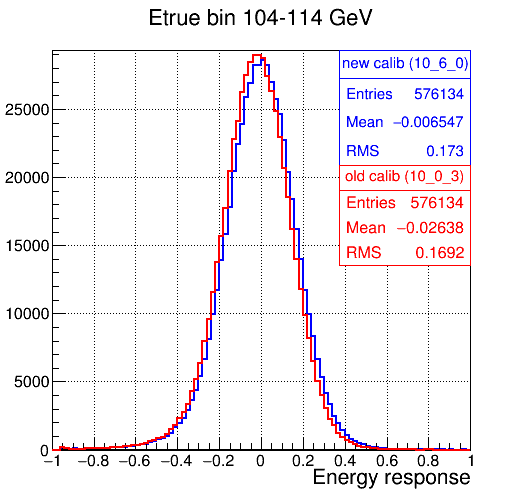 Etrue bin 104-114 GeV
new calib (10_6_0)
Entries 576134
Mean −0.006547
RMS 0.173
old calib (10_0_3)
Entries 576134
Mean −0.02638
RMS 0.1692
25000
20000
15000
10000
5000
0
−1 −0.8 −0.6 −0.4 −0.2 0 0.2 0.4 0.6 0.8 1
Energy response